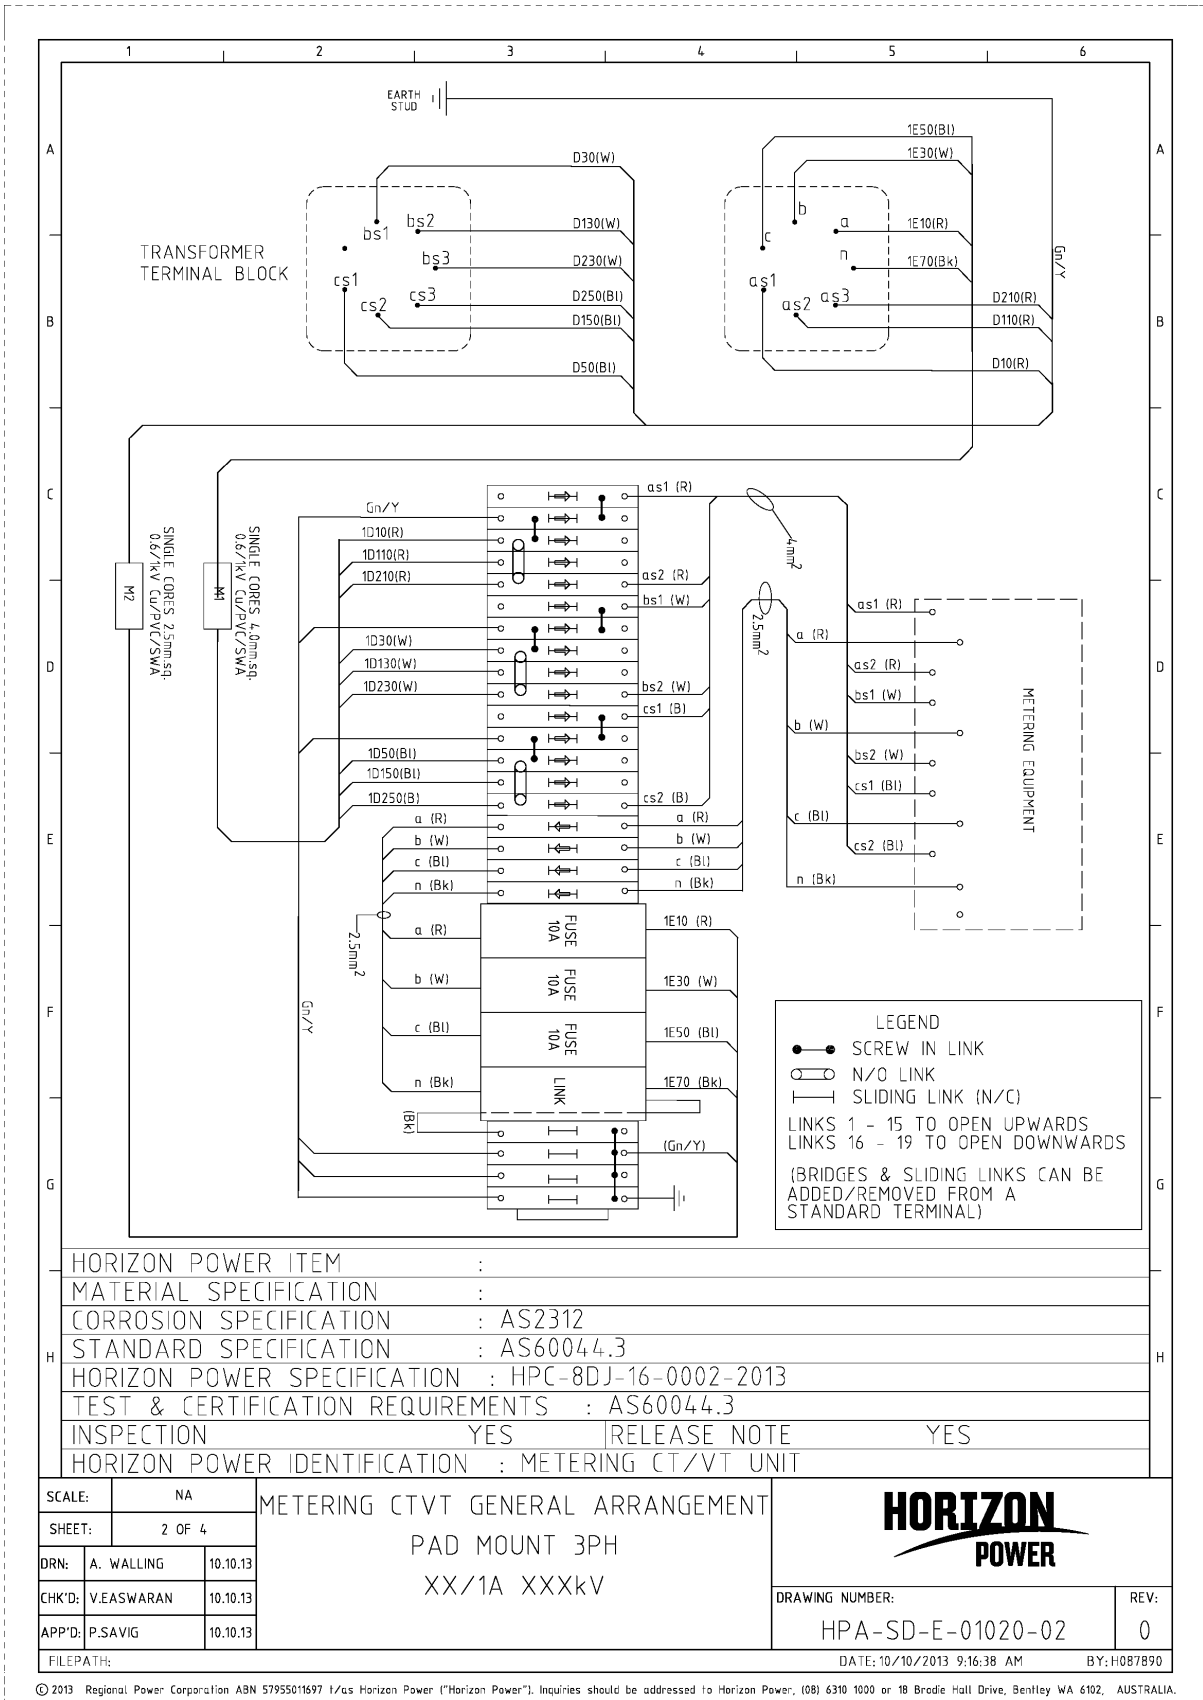 1 2 3 4 5 6
EARTH
STUD
A
A
1E50(Bl)
1E30(W)
D30(W)
b
a
c
n
1E10(R)
1E70(Bk)
bs1
bs2
bs3
D130(W)
D230(W)
TRANSFORMER
TERMINAL BLOCK
Gn/Y
cs1
cs2
cs3
D250(Bl)
D150(Bl)
D50(Bl)
as1
as2
as3
D210(R)
D110(R)
D10(R)
B
B
C
C
SINGLE CORES 2.5mm.sq.
0.6/1kV Cu/PVC/SWA
M2
SINGLE CORES 4.0mm.sq.
0.6/1kV Cu/PVC/SWA
M1
Gn/Y
1D10(R)
1D110(R)
1D210(R)
1D30(W)
1D130(W)
1D230(W)
1D50(Bl)
1D150(Bl)
1D250(B)
as1 (R)
as2 (R)
bs1 (W)
bs2 (W)
cs1 (B)
cs2 (B)
4mm2
2.5mm2
as1 (R)
a (R)
as2 (R)
bs1 (W)
b (W)
bs2 (W)
cs1 (Bl)
c (Bl)
cs2 (Bl)
n (Bk)
METERING EQUIPMENT
D
D
E
E
a (R)
b (W)
c (Bl)
n (Bk)
a (R)
b (W)
c (Bl)
n (Bk)
2.5mm2
a (R)
b (W)
c (Bl)
n (Bk)
FUSE
10A
FUSE
10A
FUSE
10A
LINK
1E10 (R)
1E30 (W)
1E50 (Bl)
1E70 (Bk)
(Bk)
(Gn/Y)
Gn/Y
F
F
G
G
LEGEND
SCREW IN LINK
N/O LINK
SLIDING LINK (N/C)
LINKS 1 - 15 TO OPEN UPWARDS
LINKS 16 - 19 TO OPEN DOWNWARDS
(BRIDGES & SLIDING LINKS CAN BE
ADDED/REMOVED FROM A
STANDARD TERMINAL)
H
H
HORIZON POWER ITEM :
MATERIAL SPECIFICATION :
CORROSION SPECIFICATION : AS2312
STANDARD SPECIFICATION : AS60044.3
HORIZON POWER SPECIFICATION : HPC-8DJ-16-0002-2013
TEST & CERTIFICATION REQUIREMENTS : AS60044.3
INSPECTION YES RELEASE NOTE YES
HORIZON POWER IDENTIFICATION : METERING CT/VT UNIT
SCALE: NA
SHEET: 2 OF 4
DRN: A. WALLING 10.10.13
CHK'D: V.EASWARAN 10.10.13
APP'D: P.SAVIG 10.10.13
METERING CTVT GENERAL ARRANGEMENT
PAD MOUNT 3PH
XX/1A XXXkV
HORIZON
POWER
DRAWING NUMBER: REV:
HPA-SD-E-01020-02 0
FILEPATH: DATE: 10/10/2013 9:16:38 AM BY: H087890
© 2013 Regional Power Corporation ABN 57955011697 t/as Horizon Power ("Horizon Power"). Inquiries should be addressed to Horizon Power, (08) 6310 1000 or 18 Brodie Hall Drive, Bentley WA 6102, AUSTRALIA.